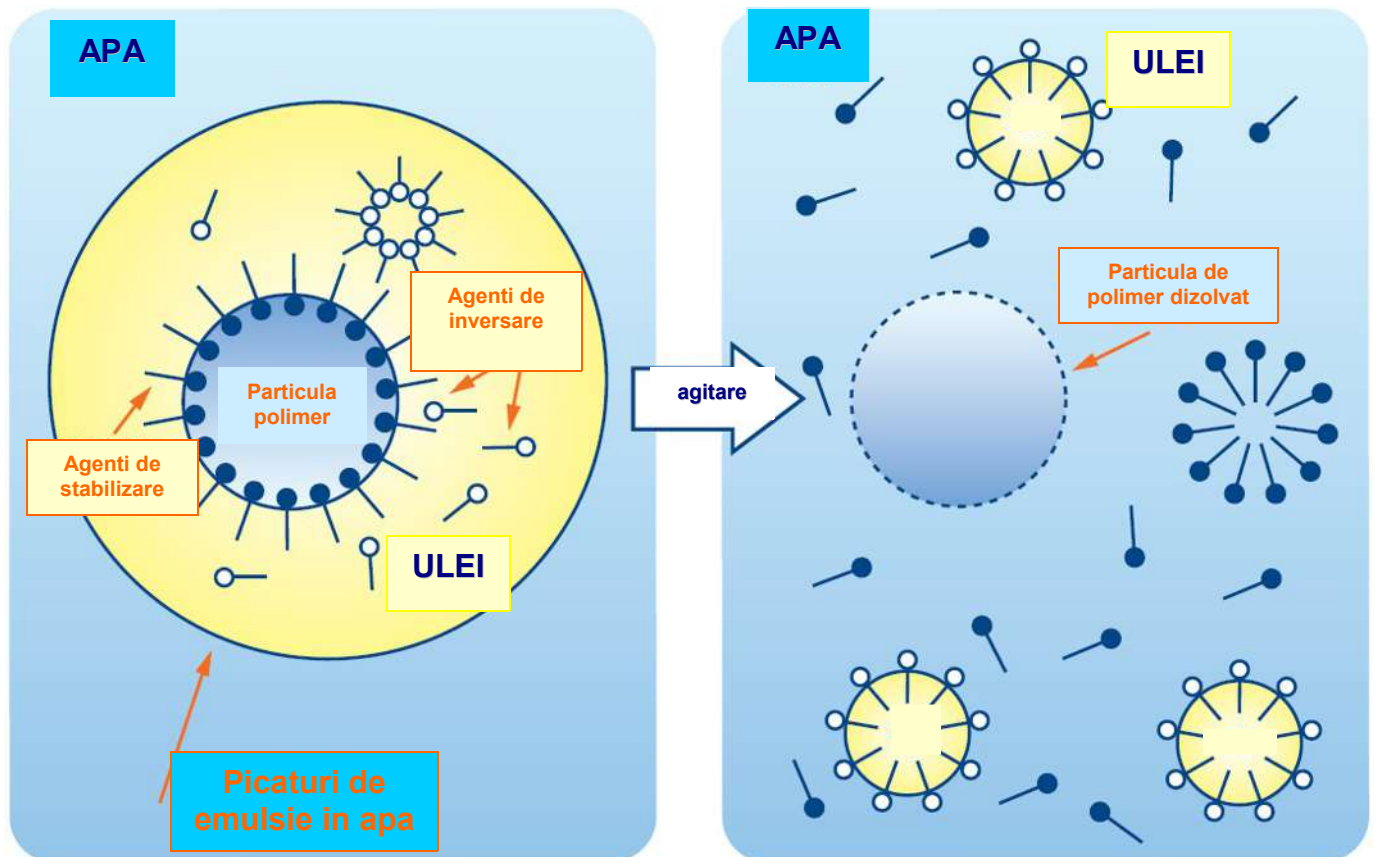 APA
Agenti de
inversare
Particula
polimer
Agenti de
stabilizare
ULEI
Picaturi de
emulsie in apa
agitare
APA
ULEI
Particula de
polimer dizolvat